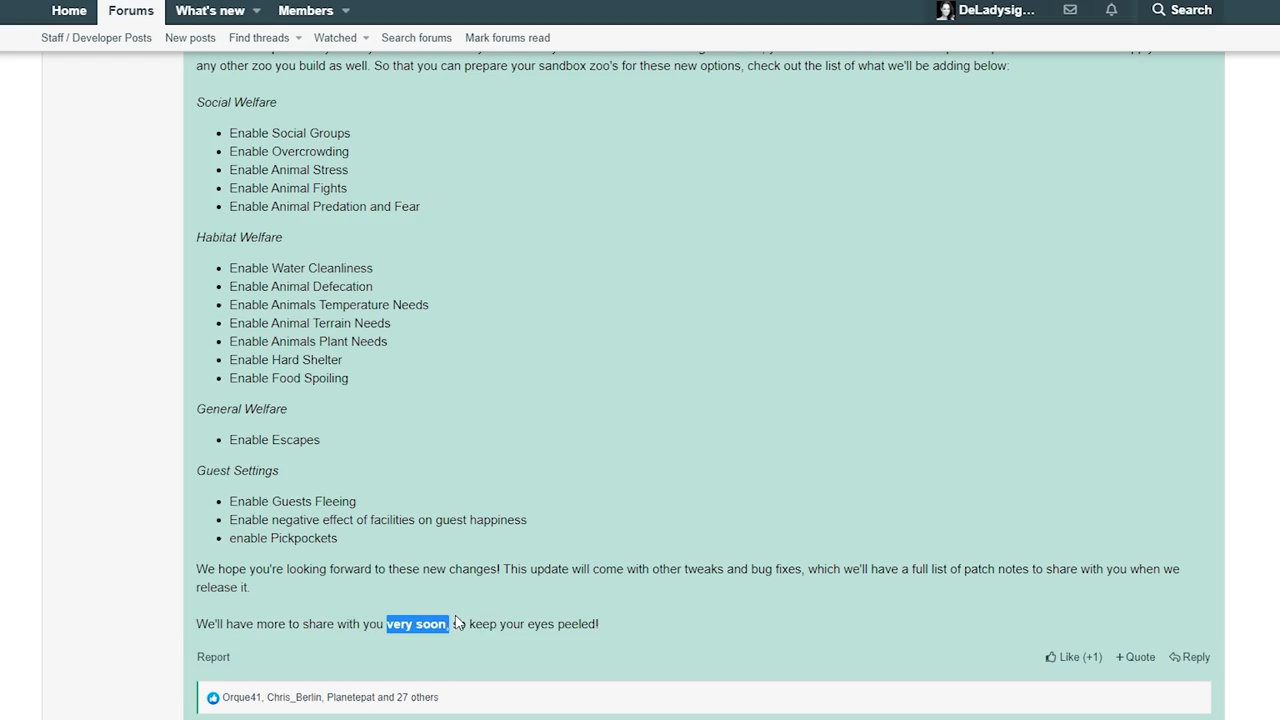 Home Forums What's new Members DeLadysig... Search
Staff / Developer Posts New posts Find threads Watched Search forums Mark forums read
any other zoo you build as well. So that you can prepare your sandbox zoo's for these new options, check out the list of what we'll be adding below:
Social Welfare
Enable Social Groups
Enable Overcrowding
Enable Animal Stress
Enable Animal Fights
Enable Animal Predation and Fear
Habitat Welfare
Enable Water Cleanliness
Enable Animal Defecation
Enable Animals Temperature Needs
Enable Animal Terrain Needs
Enable Animals Plant Needs
Enable Hard Shelter
Enable Food Spoiling
General Welfare
Enable Escapes
Guest Settings
Enable Guests Fleeing
Enable negative effect of facilities on guest happiness
enable Pickpockets
We hope you're looking forward to these new changes! This update will come with other tweaks and bug fixes, which we'll have a full list of patch notes to share with you when we
release it.
We'll have more to share with you very soon, so keep your eyes peeled!
Report Like (+1) +Quote Reply
Orque41, Chris_Berlin, Planetepat and 27 others